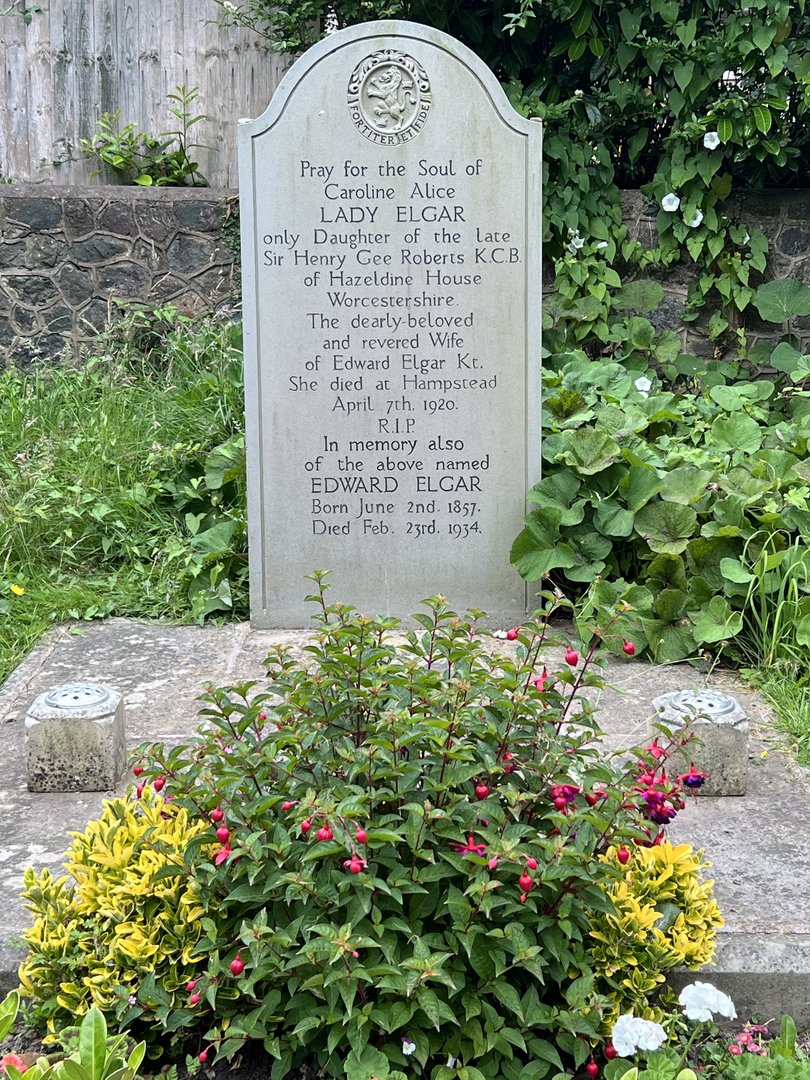 FORTITER ET FIDE
Pray for the Soul of
Caroline Alice
LADY ELGAR
only Daughter of the late
Sir Henry Gee Roberts K.C.B.
of Hazeldine House
Worcestershire.
The dearly-beloved
and revered Wife
of Edward Elgar Kt.
She died at Hampstead
April 7th. 1920.
R.I.P.
In memory also
of the above named
EDWARD ELGAR
Born June 2nd. 1857.
Died Feb. 23rd. 1934.